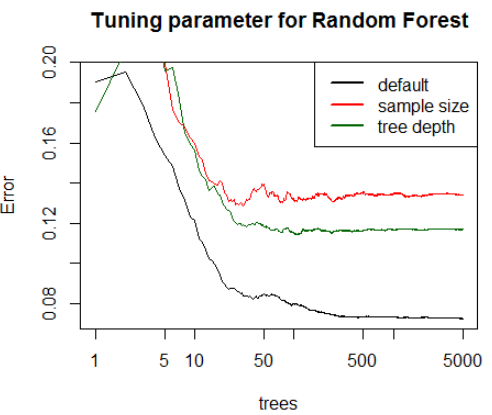 Tuning parameter for Random Forest
default
sample size
tree depth
Error
0.20
0.16
0.12
0.08
1 5 10 50 500 5000
trees